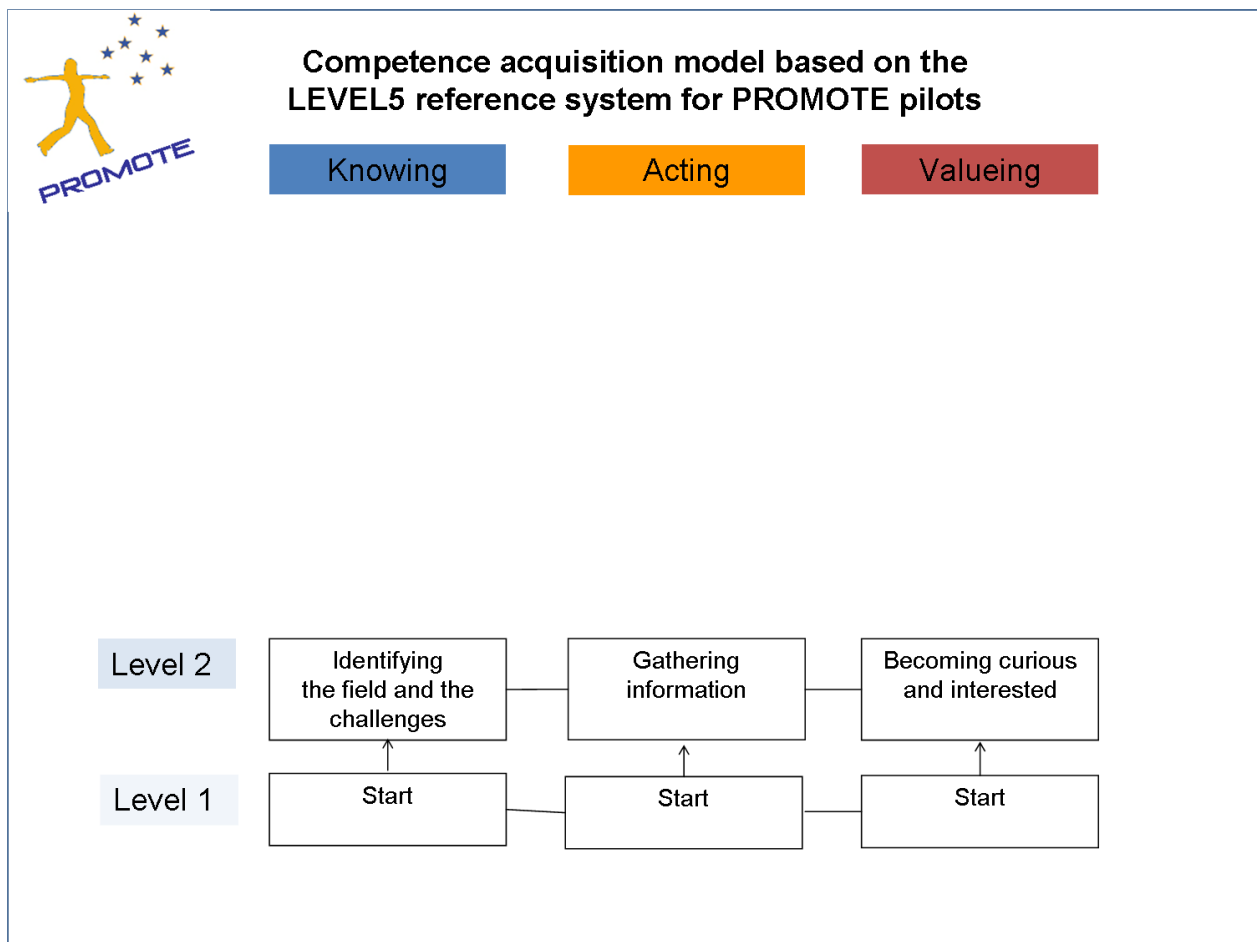 Competence acquisition model based on the
LEVEL5 reference system for PROMOTE pilots
PROMOTE
Knowing
Acting
Valueing
Level 2
Identifying
the field and the
challenges
Gathering
information
Becoming curious
and interested
Level 1
Start
Start
Start